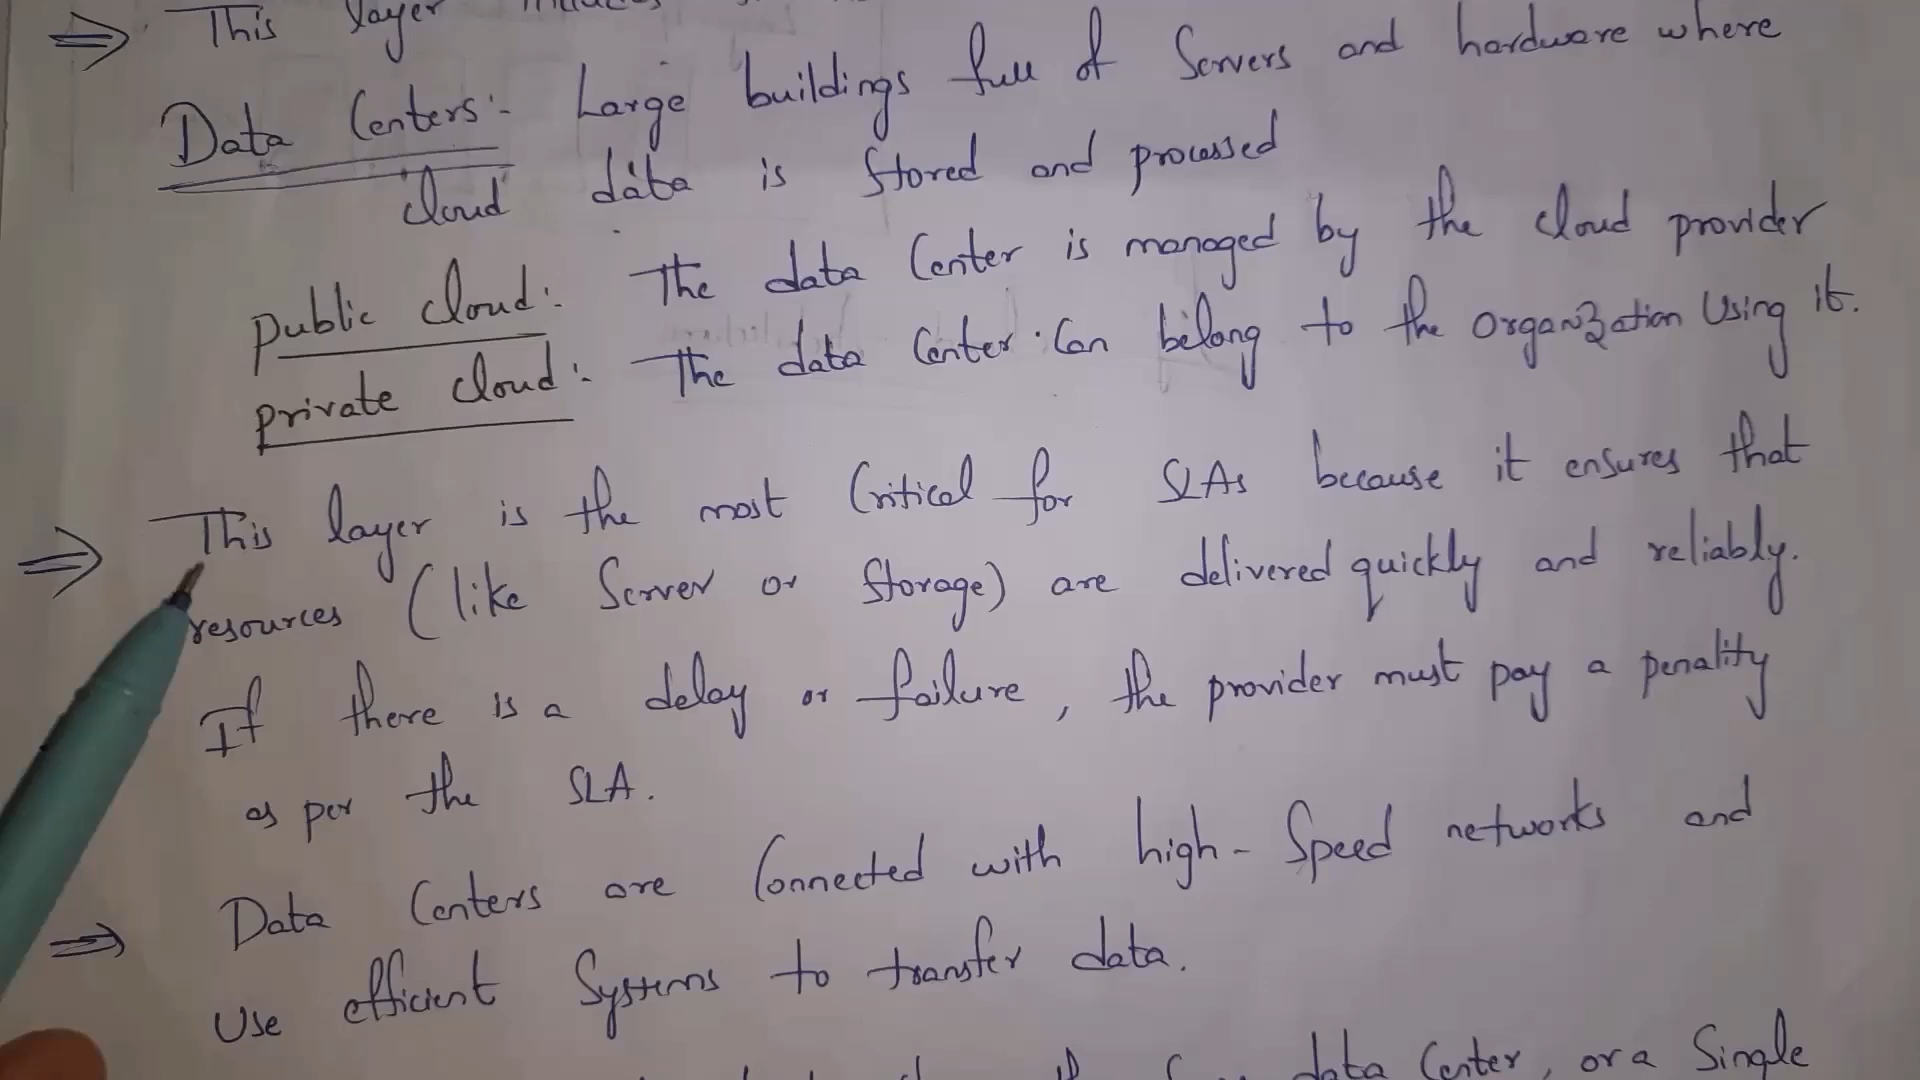 ⇒ This layer includes
Data Centers:- Large buildings full of Servers and hardware where
cloud data is stored and processed
public cloud:- The data Center is managed by the cloud provider
private cloud:- The data Center Can belong to the Organization Using it.
⇒ This layer is the most Critical for SLAs because it ensures that
resources (like Server or Storage) are delivered quickly and reliably.
If there is a delay or failure, the provider must pay a penality
as per the SLA.
⇒ Data Centers are Connected with high-Speed networks and
Use efficient Systems to transfer data.
data Center, or a Single